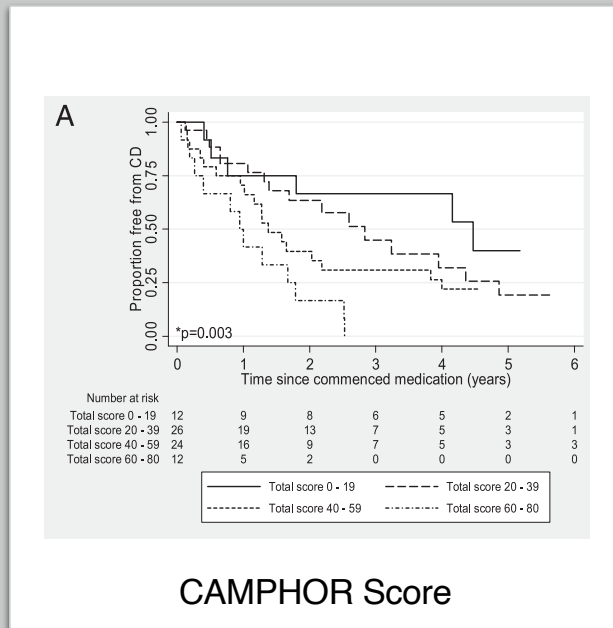 A
Proportion free from CD
1.00
0.75
0.50
0.25
0.00
*p=0.003
0 1 2 3 4 5 6
Time since commenced medication (years)
Number at risk
Total score 0 - 19 12 9 8 6 5 2 1
Total score 20 - 39 26 19 13 7 5 3 1
Total score 40 - 59 24 16 9 7 5 3 3
Total score 60 - 80 12 5 2 0 0 0 0
Total score 0 - 19 Total score 20 - 39
Total score 40 - 59 Total score 60 - 80
CAMPHOR Score